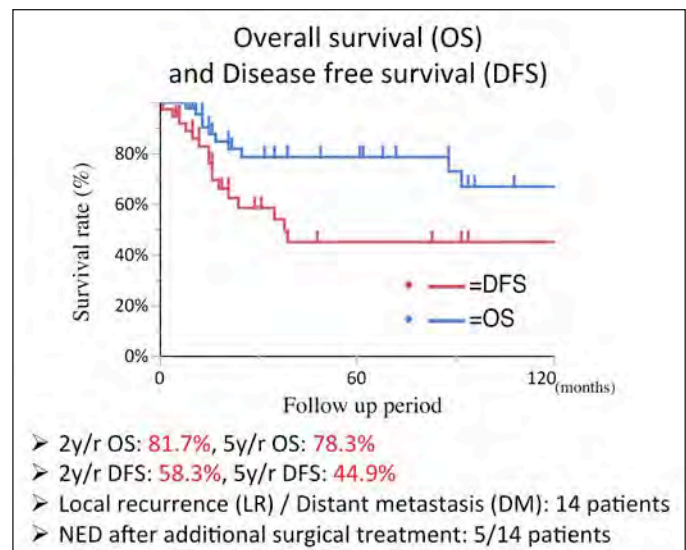 Overall survival (OS)
and Disease free survival (DFS)
Survival rate (%)
80%
60%
40%
20%
0%
=DFS
=OS
0
60
120
(months)
Follow up period
➢ 2y/r OS: 81.7%, 5y/r OS: 78.3%
➢ 2y/r DFS: 58.3%, 5y/r DFS: 44.9%
➢ Local recurrence (LR) / Distant metastasis (DM): 14 patients
➢ NED after additional surgical treatment: 5/14 patients